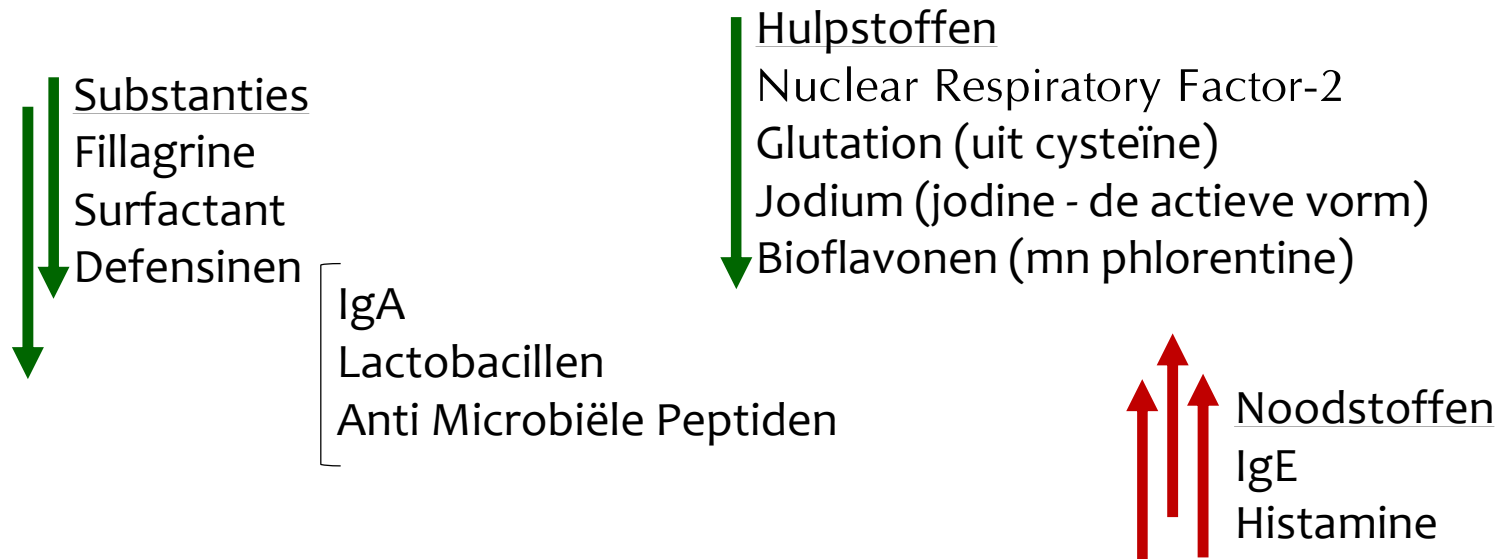 Substanties
Fillagrine
Surfactant
Defensinen
IgA
Lactobacillen
Anti Microbiële Peptiden
Hulpstoffen
Nuclear Respiratory Factor-2
Glutation (uit cysteïne)
Jodium (jodine - de actieve vorm)
Bioflavonen (mn phlorentine)
Noodstoffen
IgE
Histamine